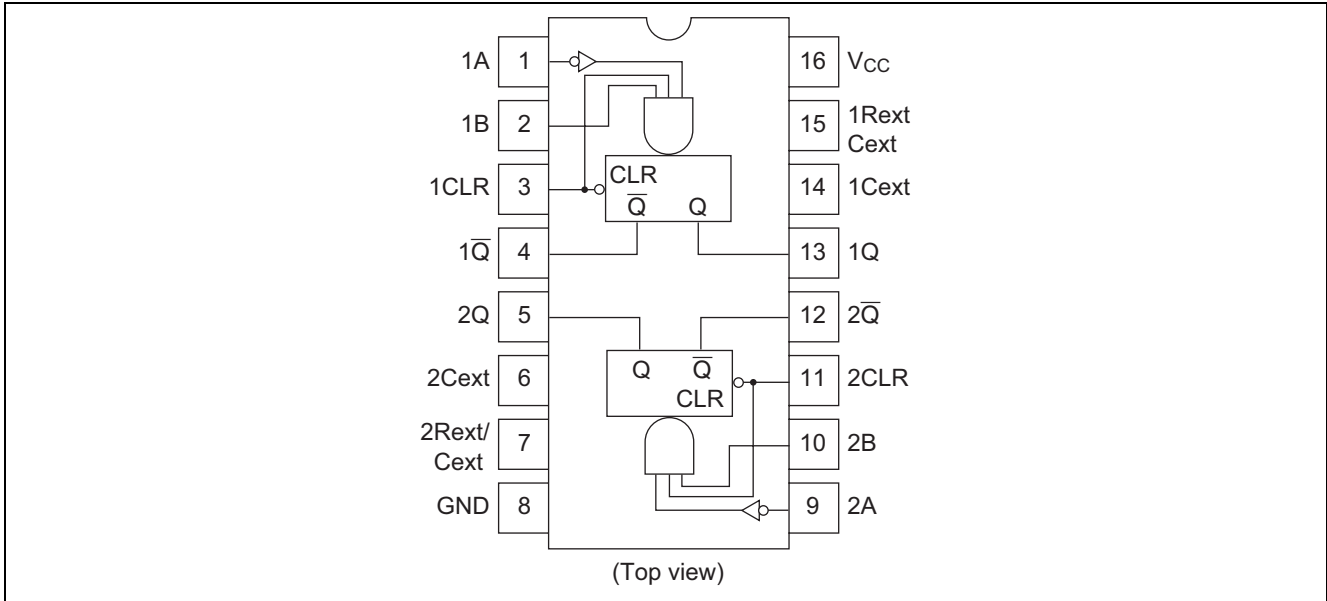 1A 1
1B 2
1CLR 3
1Q̅ 4
2Q 5
2Cext 6
2Rext/
Cext
7
GND 8
CLR
Q̅ Q
Q Q̅
CLR
16 VCC
15 1Rext
Cext
14 1Cext
13 1Q
12 2Q̅
11 2CLR
10 2B
9 2A
(Top view)